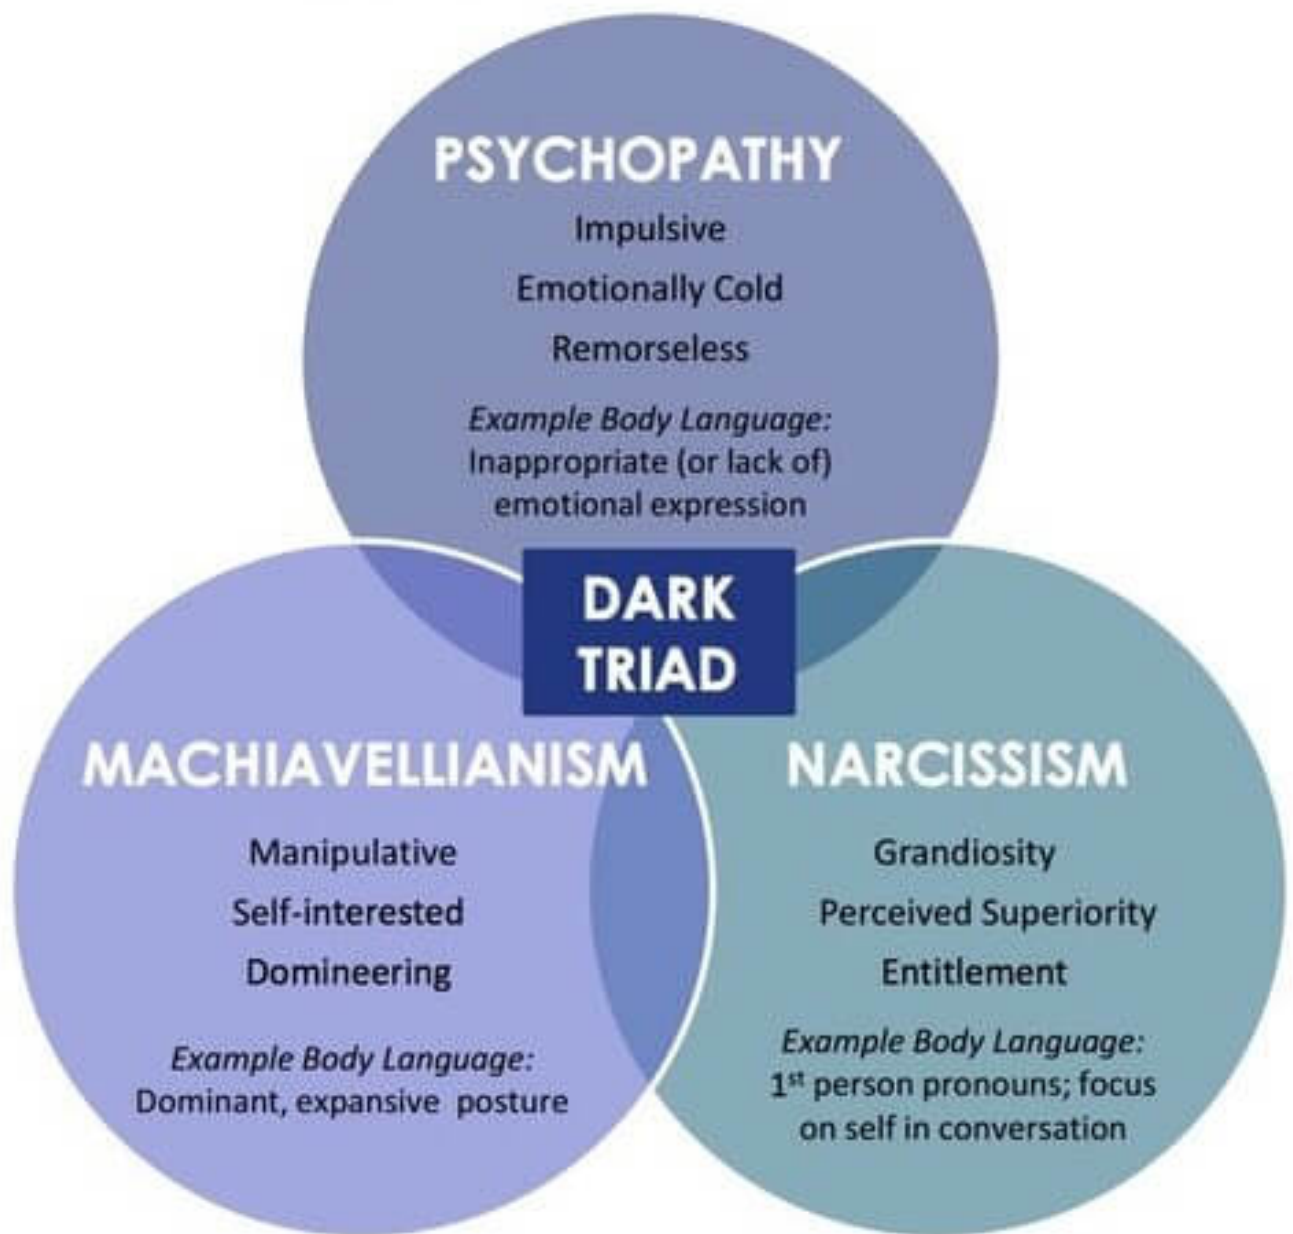 PSYCHOPATHY
Impulsive
Emotionally Cold
Remorseless
Example Body Language:
Inappropriate (or lack of)
emotional expression
DARK
TRIAD
MACHIAVELLIANISM
Manipulative
Self-interested
Domineering
Example Body Language:
Dominant, expansive posture
NARCISSISM
Grandiosity
Perceived Superiority
Entitlement
Example Body Language:
1st person pronouns; focus
on self in conversation